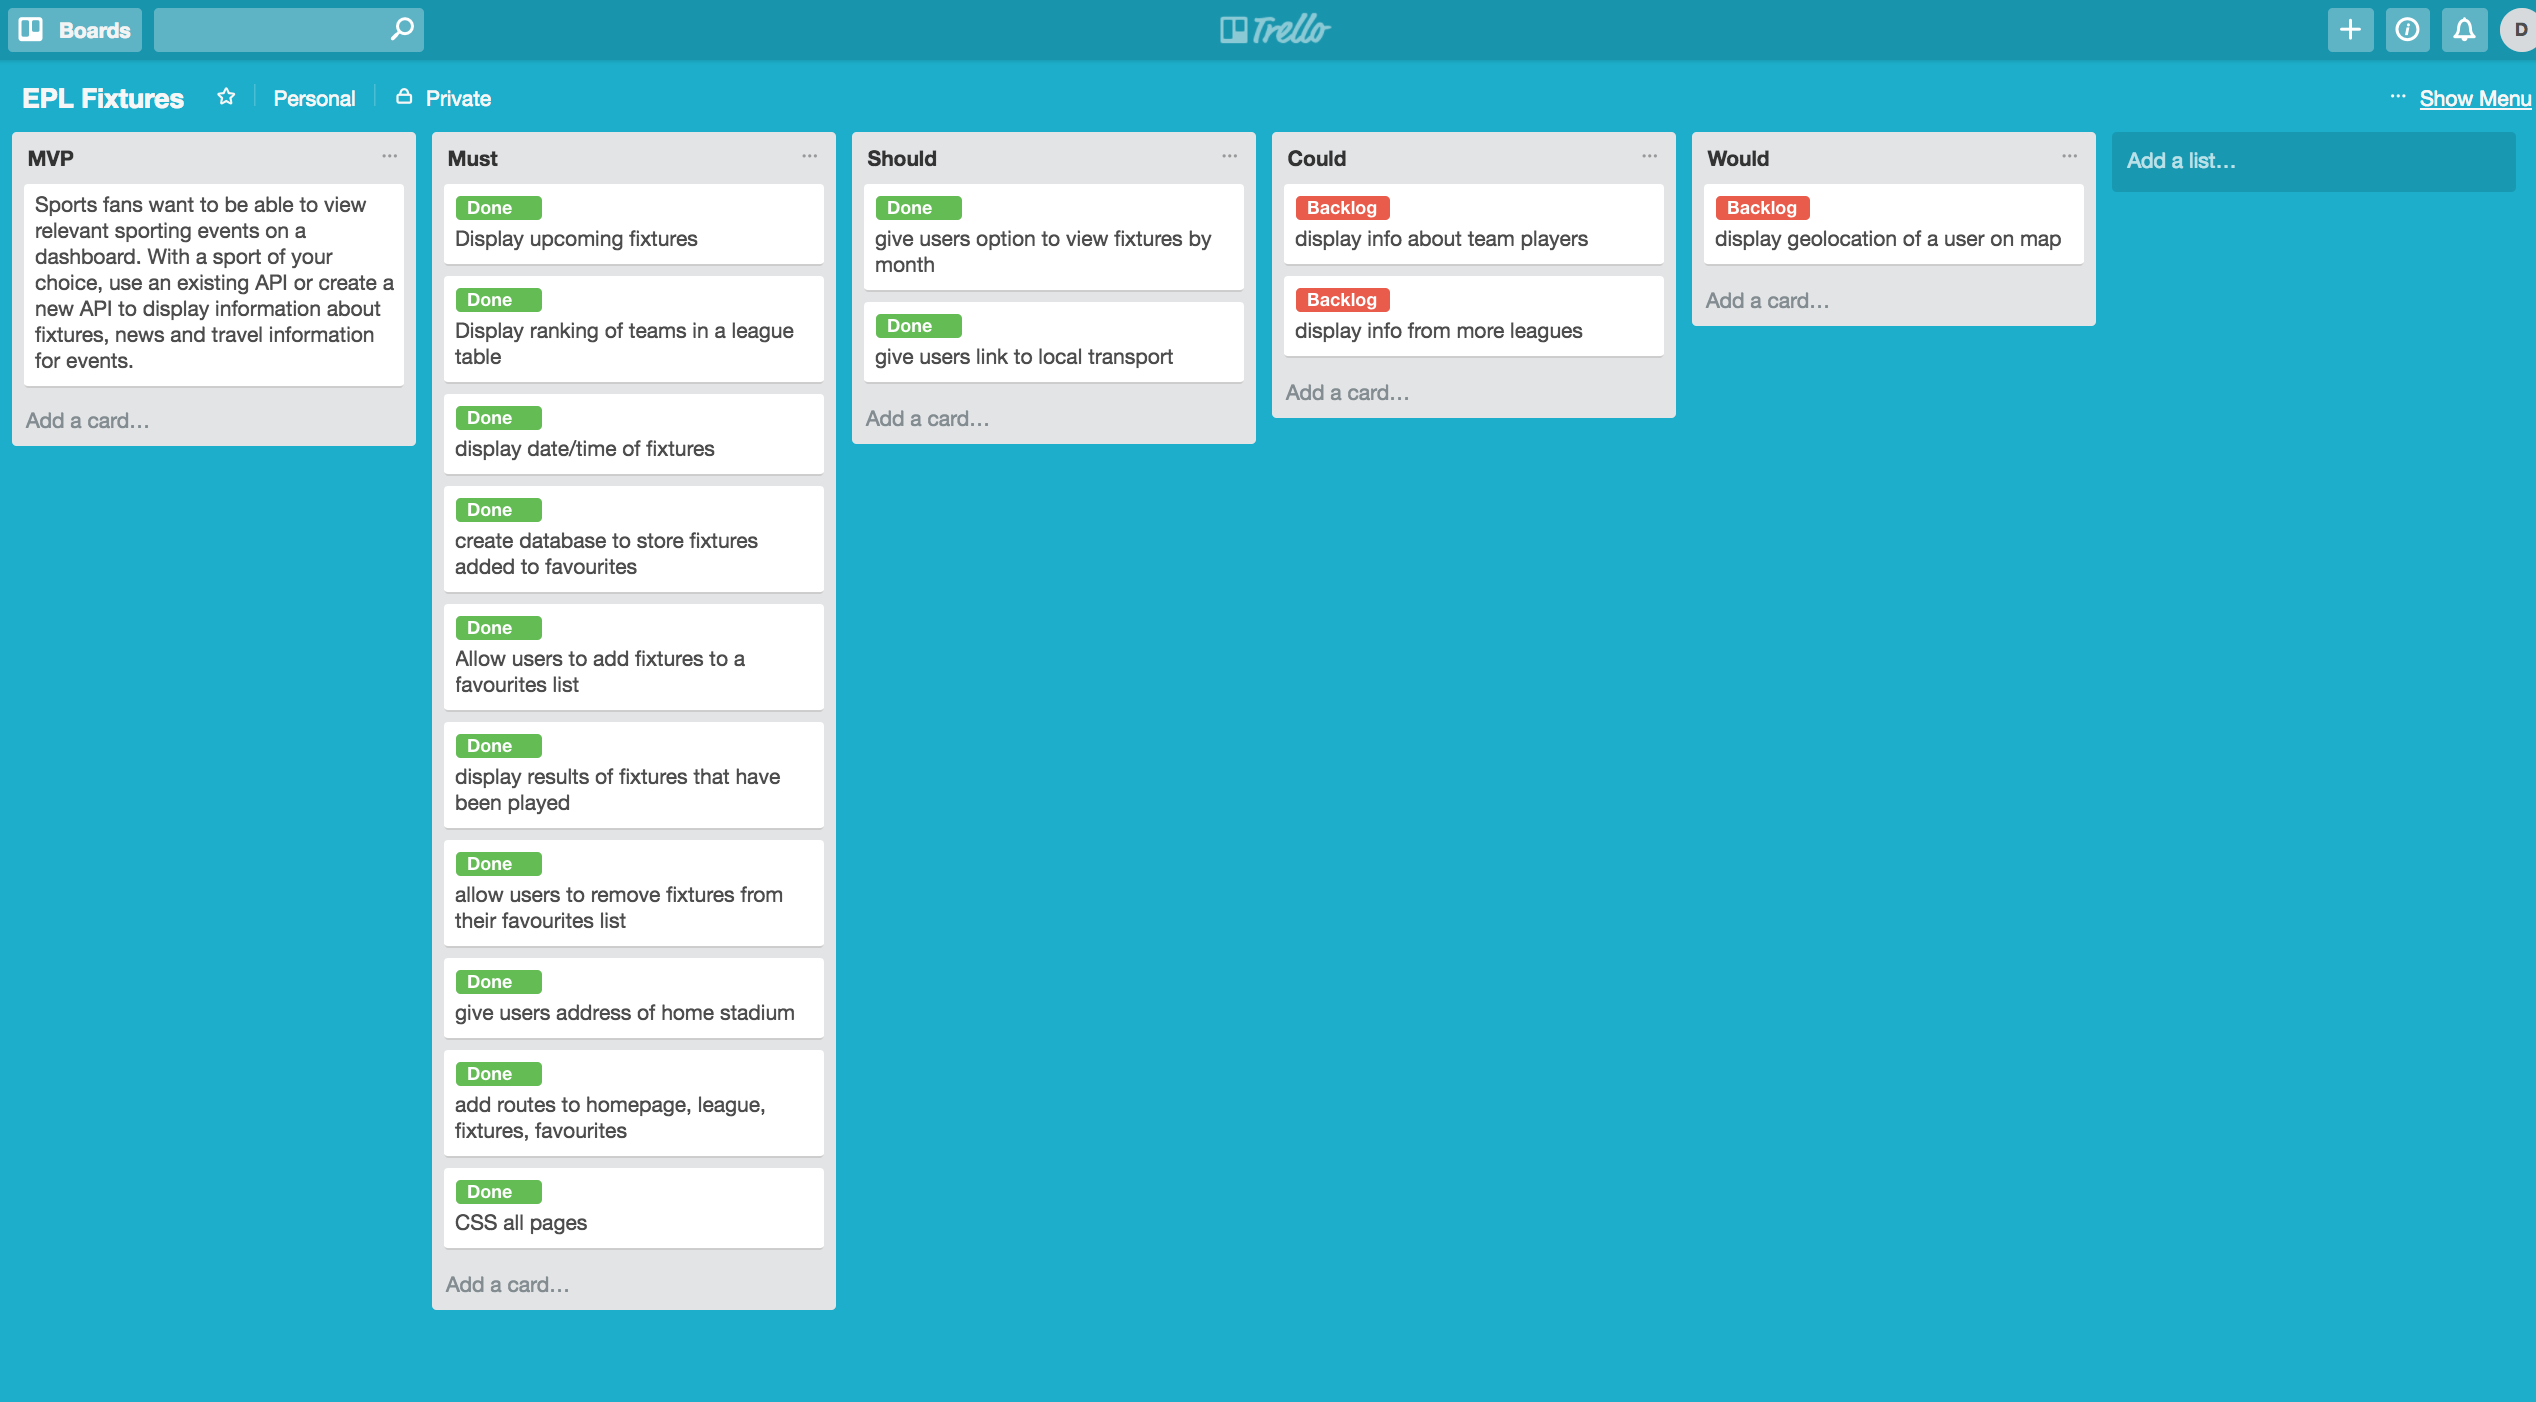 Boards
Trello
D
EPL Fixtures
Personal
Private
... Show Menu
MVP
Sports fans want to be able to view
relevant sporting events on a
dashboard. With a sport of your
choice, use an existing API or create a
new API to display information about
fixtures, news and travel information
for events.
Add a card...
Must
Done
Display upcoming fixtures
Done
Display ranking of teams in a league
table
Done
display date/time of fixtures
Done
create database to store fixtures
added to favourites
Done
Allow users to add fixtures to a
favourites list
Done
display results of fixtures that have
been played
Done
allow users to remove fixtures from
their favourites list
Done
give users address of home stadium
Done
add routes to homepage, league,
fixtures, favourites
Done
CSS all pages
Add a card...
Should
Done
give users option to view fixtures by
month
Done
give users link to local transport
Add a card...
Could
Backlog
display info about team players
Backlog
display info from more leagues
Add a card...
Would
Backlog
display geolocation of a user on map
Add a card...
Add a list...